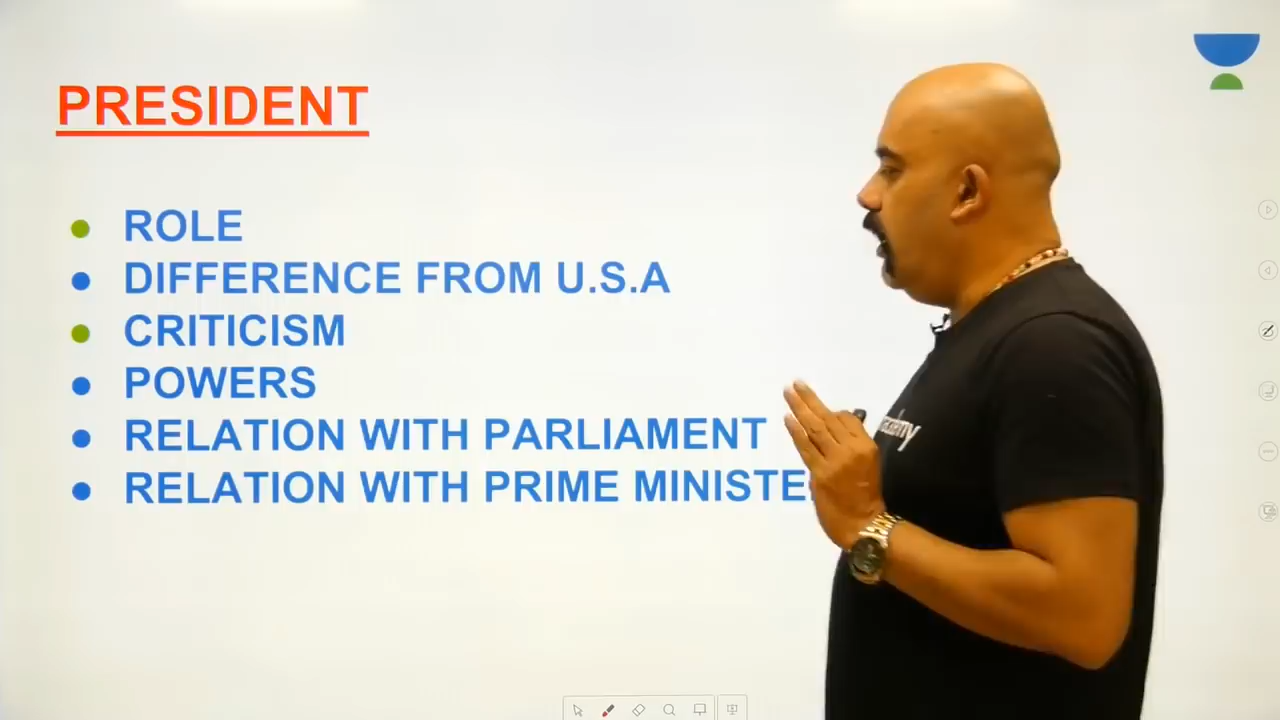 PRESIDENT
ROLE
DIFFERENCE FROM U.S.A
CRITICISM
POWERS
RELATION WITH PARLIAMENT
RELATION WITH PRIME MINISTE